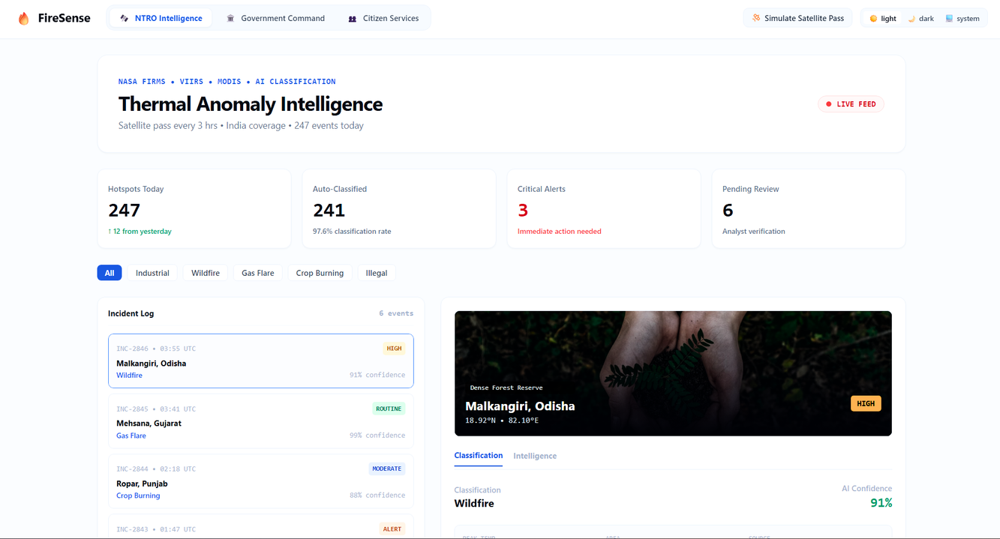 FireSense
NTRO Intelligence
Government Command
Citizen Services
Simulate Satellite Pass
light
dark
system
NASA FIRMS • VIIRS • MODIS • AI CLASSIFICATION
Thermal Anomaly Intelligence
Satellite pass every 3 hrs • India coverage • 247 events today
LIVE FEED
Hotspots Today
247
↑ 12 from yesterday
Auto-Classified
241
97.6% classification rate
Critical Alerts
3
Immediate action needed
Pending Review
6
Analyst verification
All
Industrial
Wildfire
Gas Flare
Crop Burning
Illegal
Incident Log
6 events
INC-2846 • 03:55 UTC
HIGH
Malkangiri, Odisha
Wildfire
91% confidence
INC-2845 • 03:41 UTC
ROUTINE
Mehsana, Gujarat
Gas Flare
99% confidence
INC-2844 • 02:18 UTC
MODERATE
Ropar, Punjab
Crop Burning
88% confidence
INC-2843 • 01:47 UTC
ALERT
Dense Forest Reserve
Malkangiri, Odisha
18.92°N • 82.10°E
HIGH
Classification
Intelligence
Classification
Wildfire
AI Confidence
91%
PEAK TEMP
AREA
SOURCE